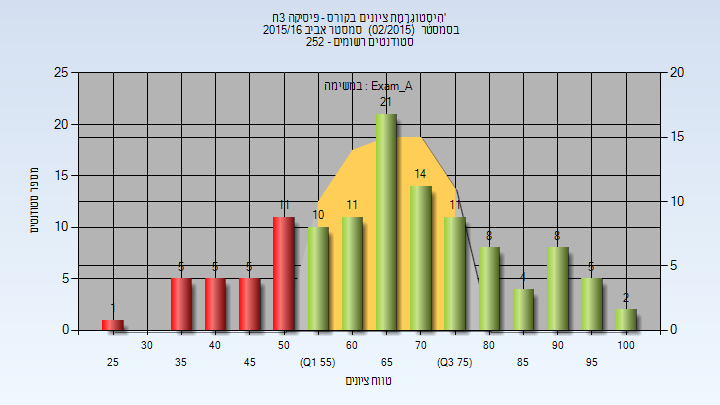 היסטוגרמת ציונים בקורס - פיסיקה 3ח'
בסמסטר (02/2015) סמסטר אביב 2015/16
סטודנטים רשומים - 252
במשימה : Exam_A
25 20
20 15
15 10
10 5
5 0
0
מספר סטודנטים
1 5 5 5 11 10 11 21 14 11 8 4 8 5 2
30 40 50 60 70 80 90 100
25 35 45 (Q1 55) 65 (Q3 75) 85 95
טווח ציונים